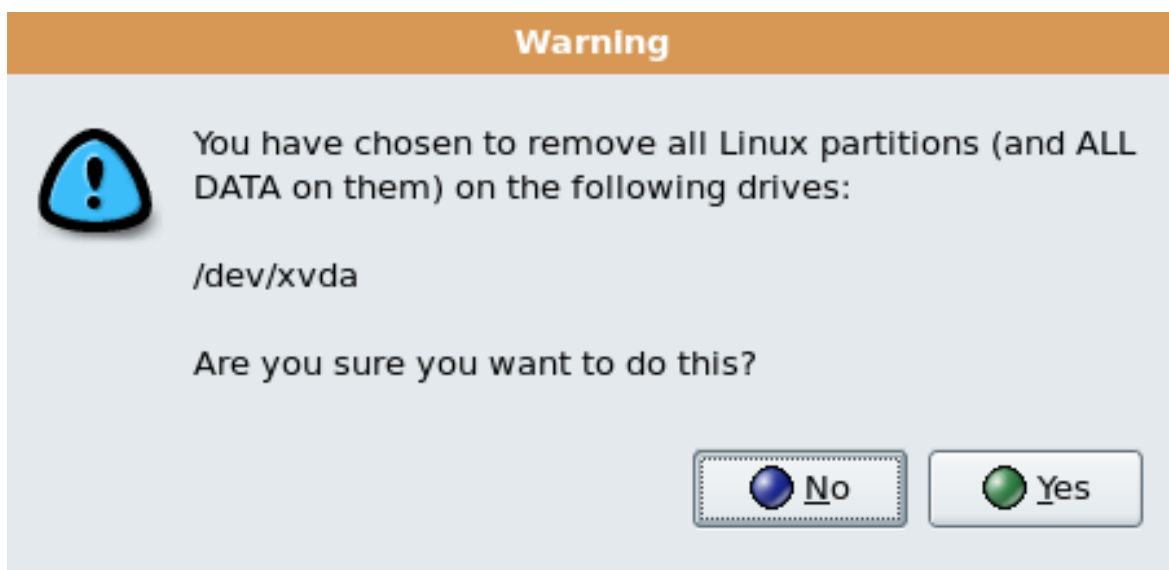 Warning
You have chosen to remove all Linux partitions (and ALL
DATA on them) on the following drives:
/dev/xvda
Are you sure you want to do this?
No
Yes